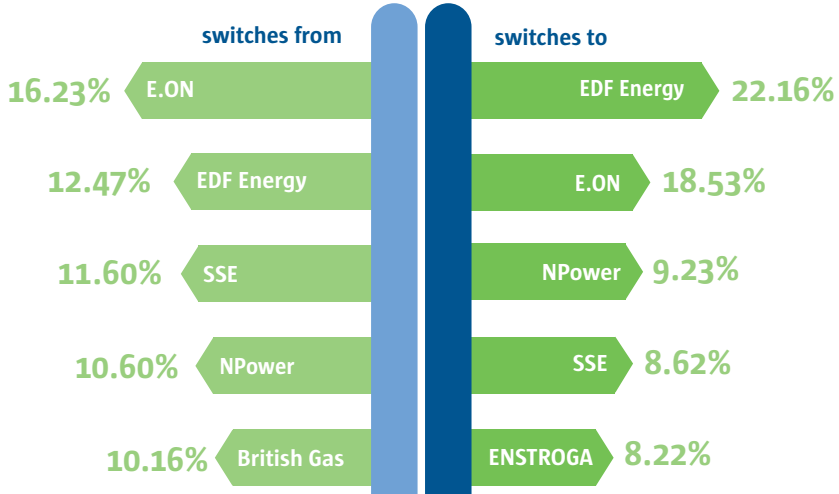 switches from
switches to
16.23% E.ON
EDF Energy 22.16%
12.47% EDF Energy
E.ON 18.53%
11.60% SSE
NPower 9.23%
10.60% NPower
SSE 8.62%
10.16% British Gas
ENSTROGA 8.22%